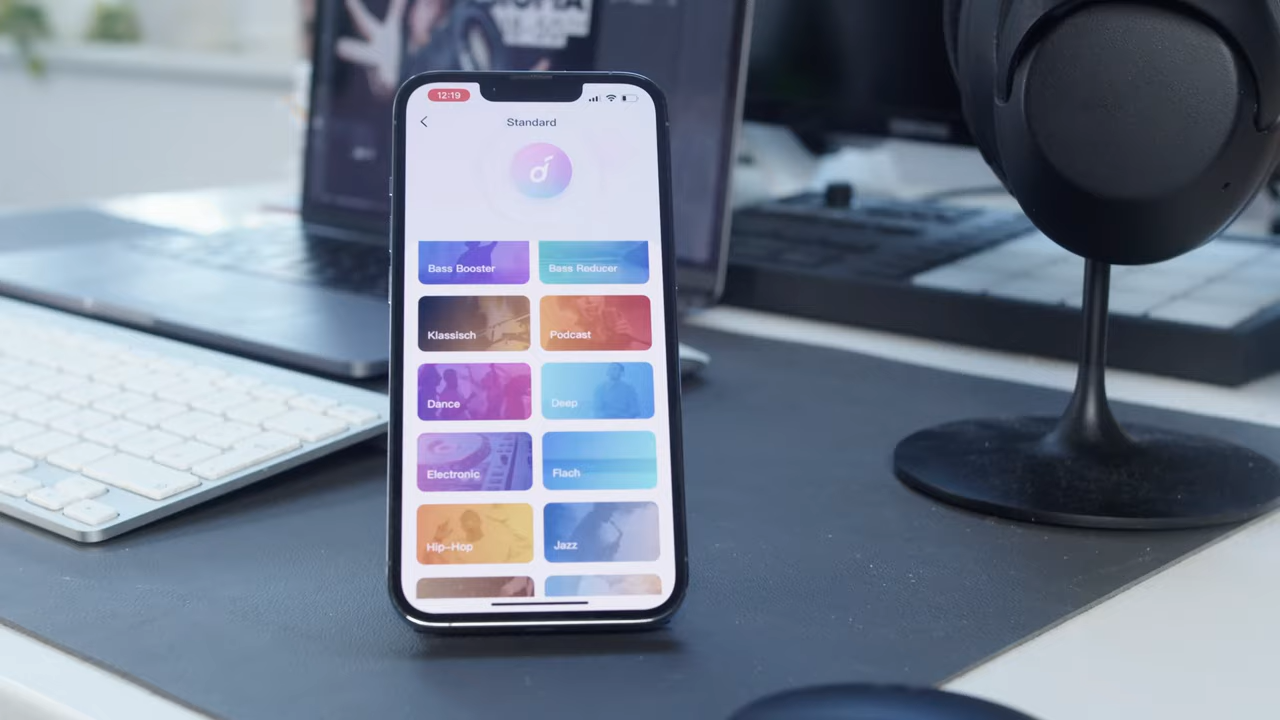 12:19
Standard
Bass Booster
Bass Reducer
Klassisch
Podcast
Dance
Deep
Electronic
Flach
Hip-Hop
Jazz